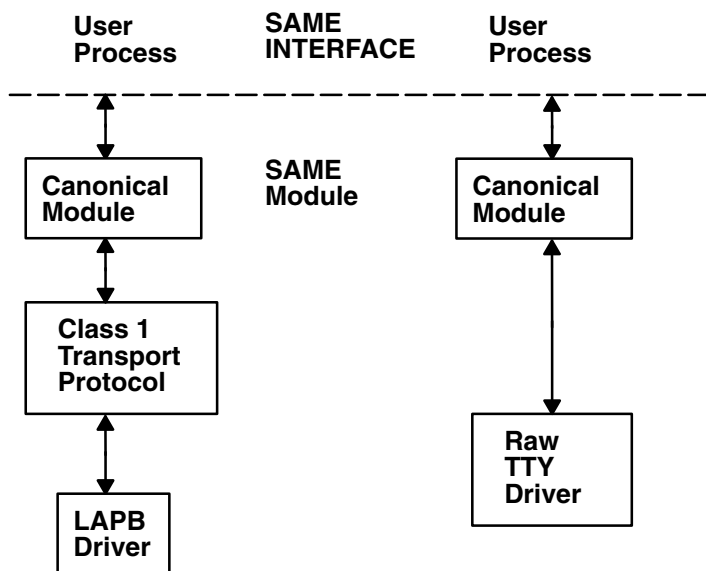 User
Process
SAME
INTERFACE
User
Process
Canonical
Module
SAME
Module
Canonical
Module
Class 1
Transport
Protocol
Raw
TTY
Driver
LAPB
Driver